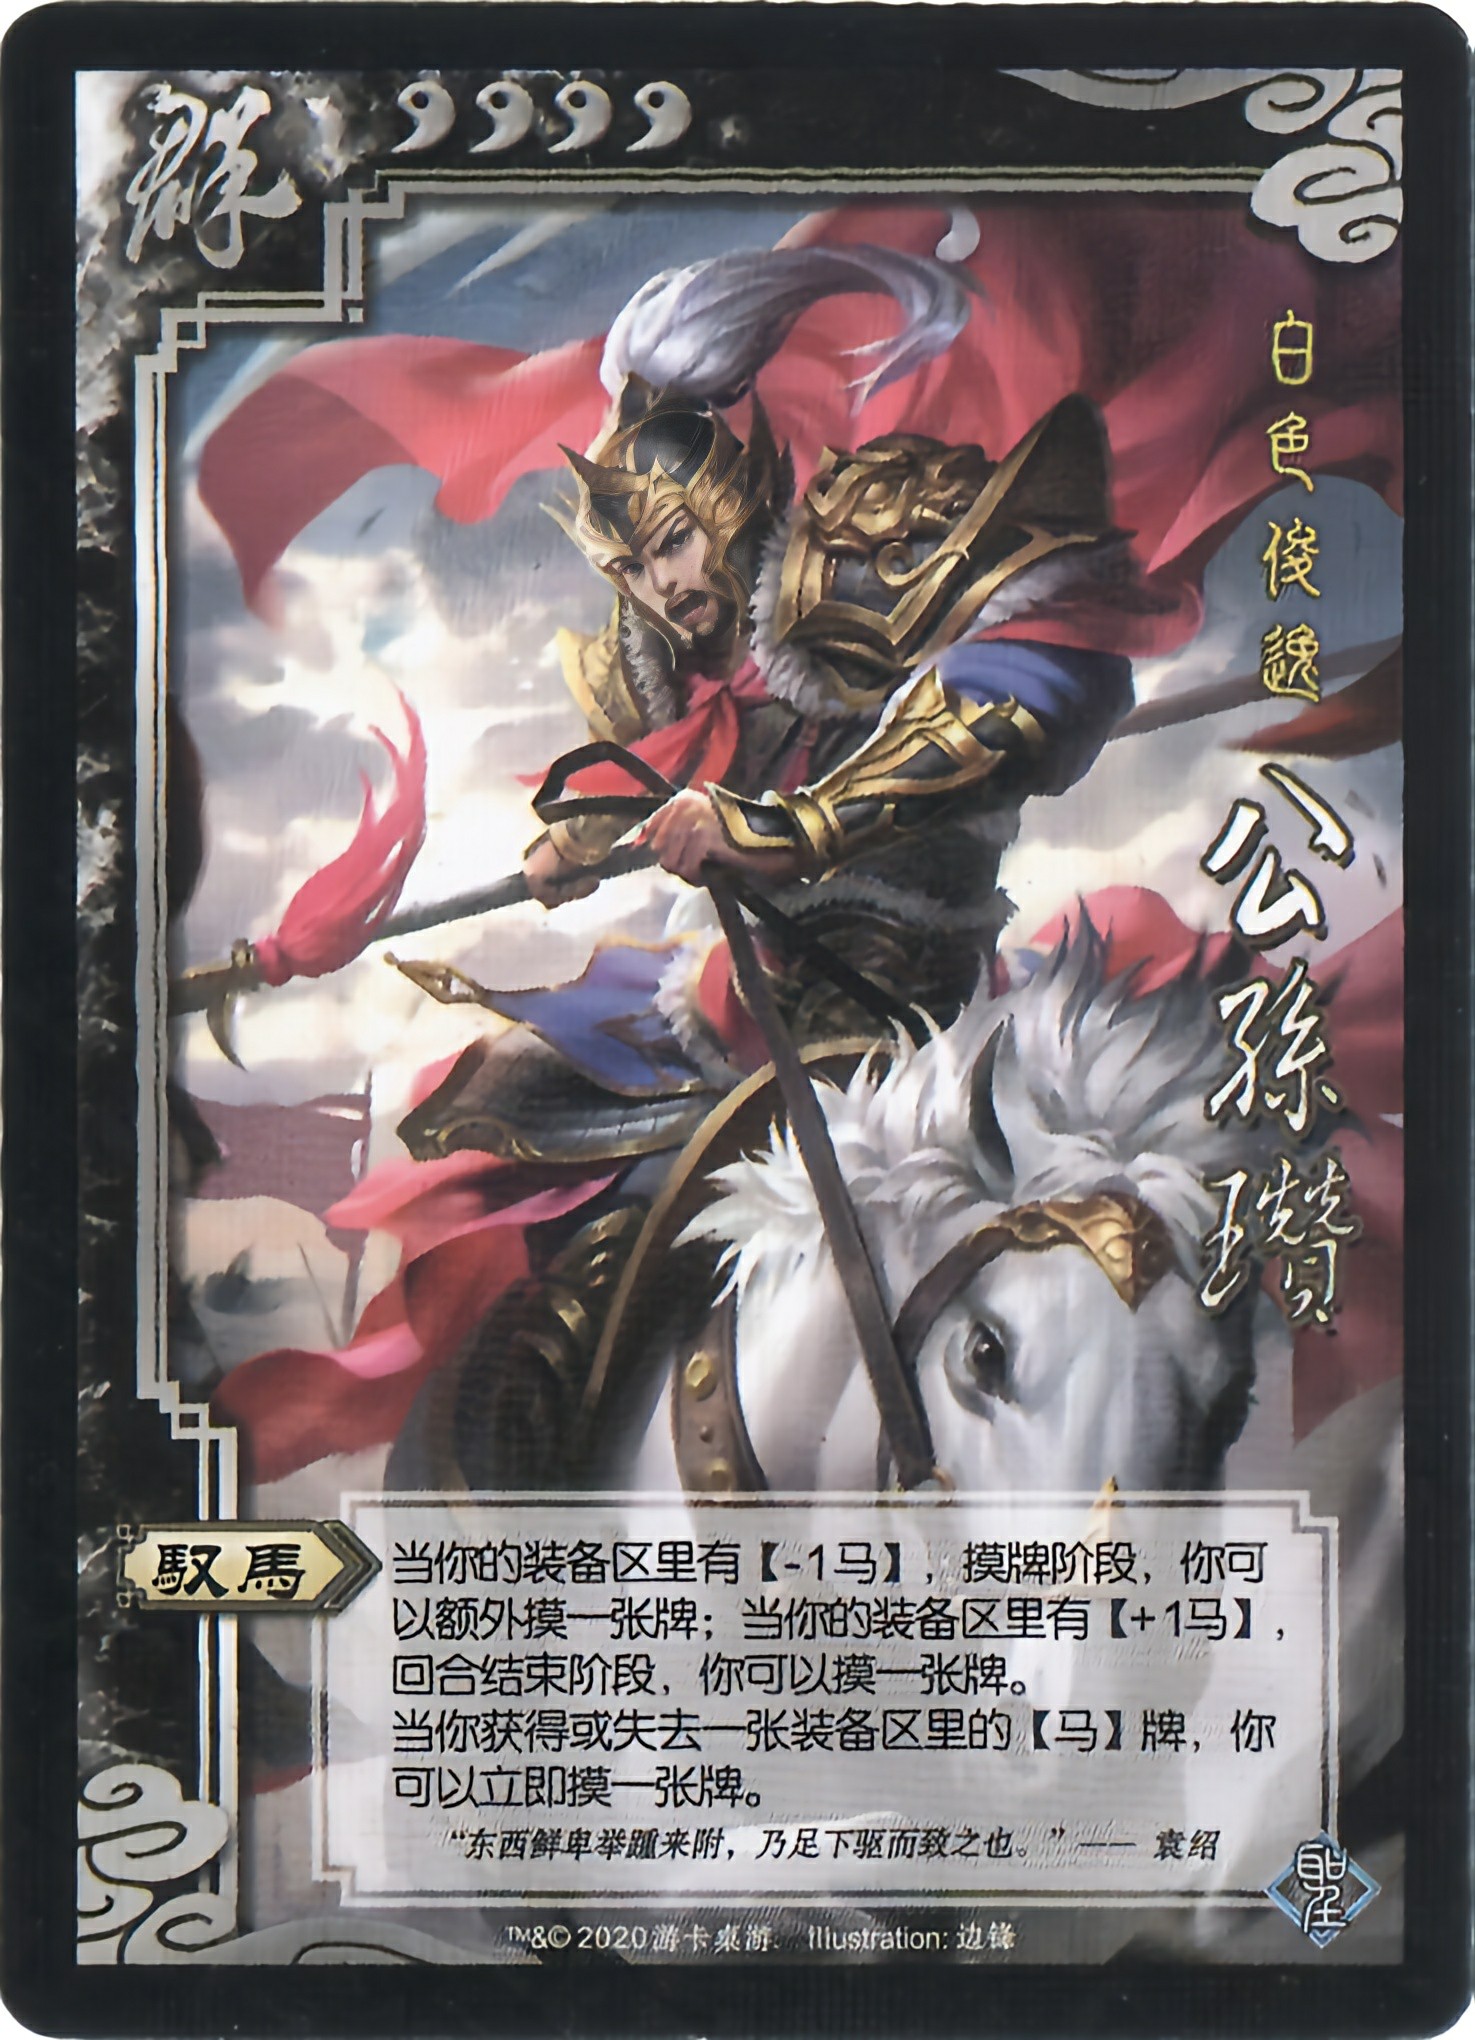 群
白色俊逸
公孫瓚
馭馬
当你的装备区里有【-1马】，摸牌阶段，你可
以额外摸一张牌；当你的装备区里有【+1马】，
回合结束阶段，你可以摸一张牌。
当你获得或失去一张装备区里的【马】牌，你
可以立即摸一张牌。
“东西鲜卑举踵来附，乃足下驱而致之也。” —— 袁绍
聖
™&© 2020 游卡桌游. Illustration: 边锋